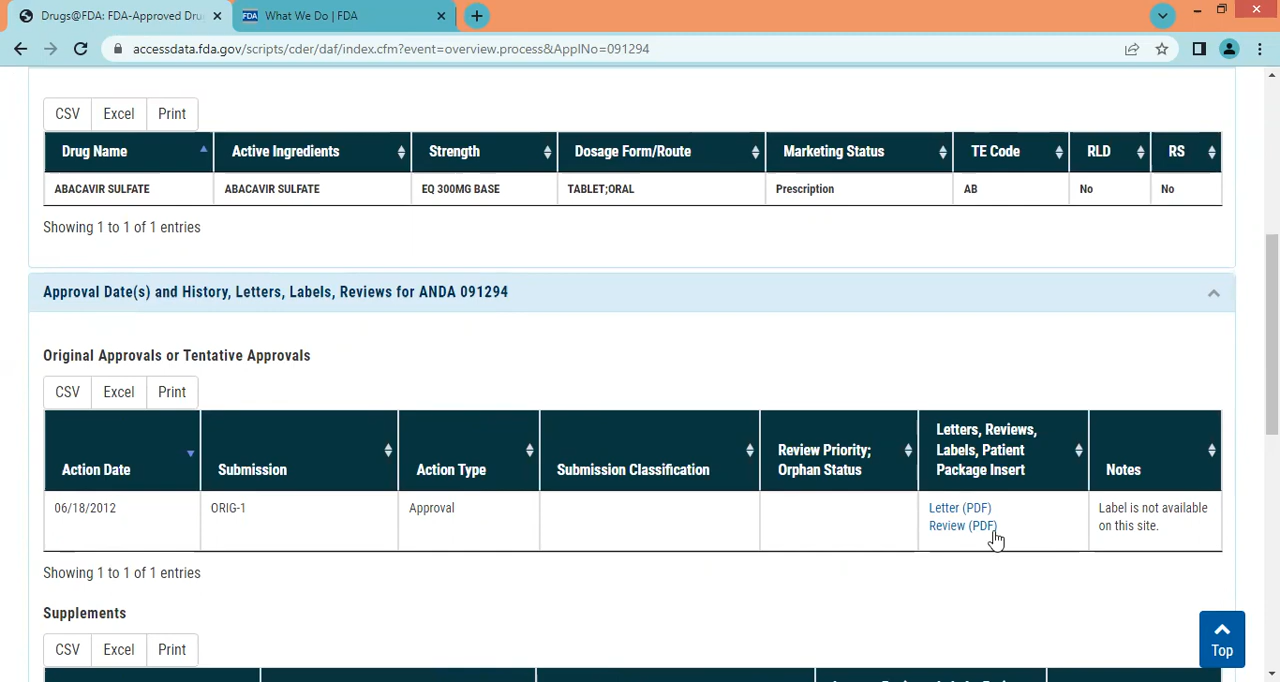 Drugs@FDA: FDA-Approved Dru
FDA What We Do | FDA
accessdata.fda.gov/scripts/cder/daf/index.cfm?event=overview.process&ApplNo=091294
CSV Excel Print
Drug Name Active Ingredients Strength Dosage Form/Route Marketing Status TE Code RLD RS
ABACAVIR SULFATE ABACAVIR SULFATE EQ 300MG BASE TABLET;ORAL Prescription AB No No
Showing 1 to 1 of 1 entries
Approval Date(s) and History, Letters, Labels, Reviews for ANDA 091294
Original Approvals or Tentative Approvals
CSV Excel Print
Action Date Submission Action Type Submission Classification Review Priority; Orphan Status Letters, Reviews, Labels, Patient Package Insert Notes
06/18/2012 ORIG-1 Approval Letter (PDF) Label is not available
Review (PDF) on this site.
Showing 1 to 1 of 1 entries
Supplements
CSV Excel Print
Top